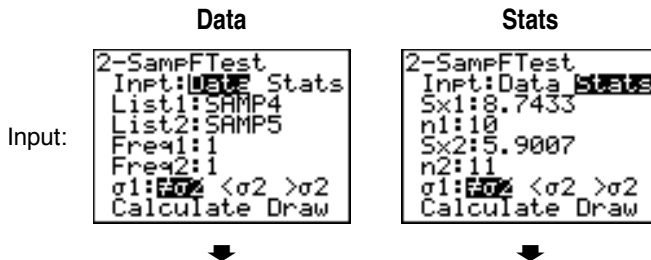 Data Stats
Input:
2-SampFTest
Inpt:Data Stats
List1:SAMP4
List2:SAMP5
Freq1:1
Freq2:1
σ1:≠σ2 <σ2 >σ2
Calculate Draw
2-SampFTest
Inpt:Data Stats
Sx1:8.7433
n1:10
Sx2:5.9007
n2:11
σ1:≠σ2 <σ2 >σ2
Calculate Draw